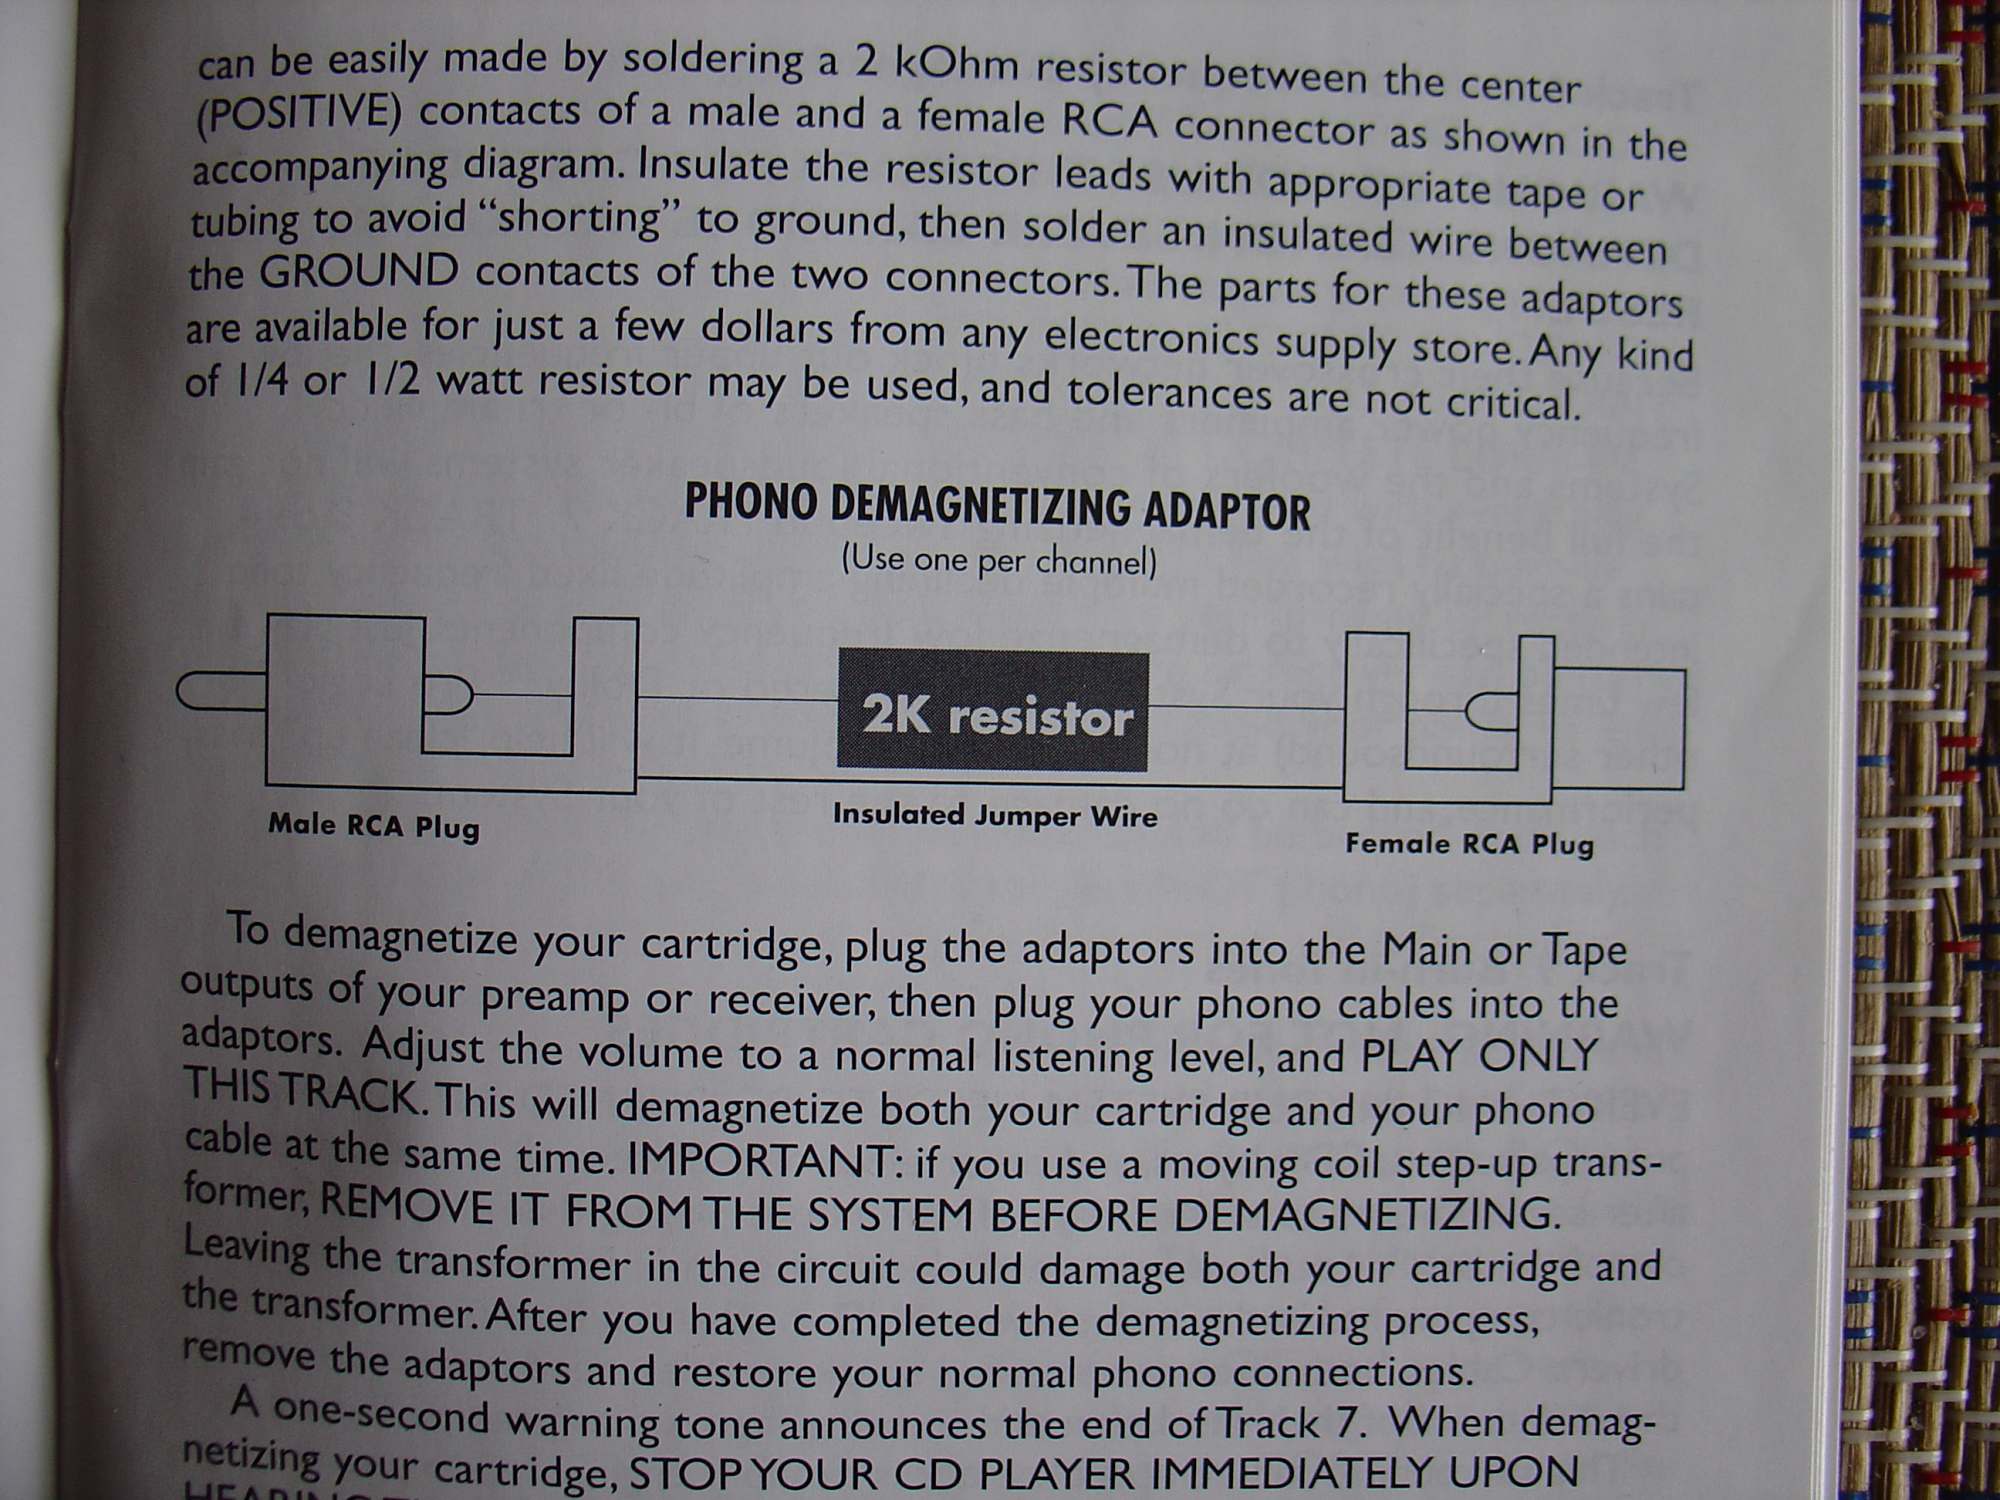 can be easily made by soldering a 2 kOhm resistor between the center
(POSITIVE) contacts of a male and a female RCA connector as shown in the
accompanying diagram. Insulate the resistor leads with appropriate tape or
tubing to avoid “shorting” to ground, then solder an insulated wire between
the GROUND contacts of the two connectors. The parts for these adaptors
are available for just a few dollars from any electronics supply store. Any kind
of 1/4 or 1/2 watt resistor may be used, and tolerances are not critical.
PHONO DEMAGNETIZING ADAPTOR
(Use one per channel)
2K resistor
Male RCA Plug
Insulated Jumper Wire
Female RCA Plug
To demagnetize your cartridge, plug the adaptors into the Main or Tape
outputs of your preamp or receiver, then plug your phono cables into the
adaptors. Adjust the volume to a normal listening level, and PLAY ONLY
THIS TRACK. This will demagnetize both your cartridge and your phono
cable at the same time. IMPORTANT: if you use a moving coil step-up trans-
former, REMOVE IT FROM THE SYSTEM BEFORE DEMAGNETIZING.
Leaving the transformer in the circuit could damage both your cartridge and
the transformer. After you have completed the demagnetizing process,
remove the adaptors and restore your normal phono connections.
A one-second warning tone announces the end of Track 7. When demag-
netizing your cartridge, STOP YOUR CD PLAYER IMMEDIATELY UPON